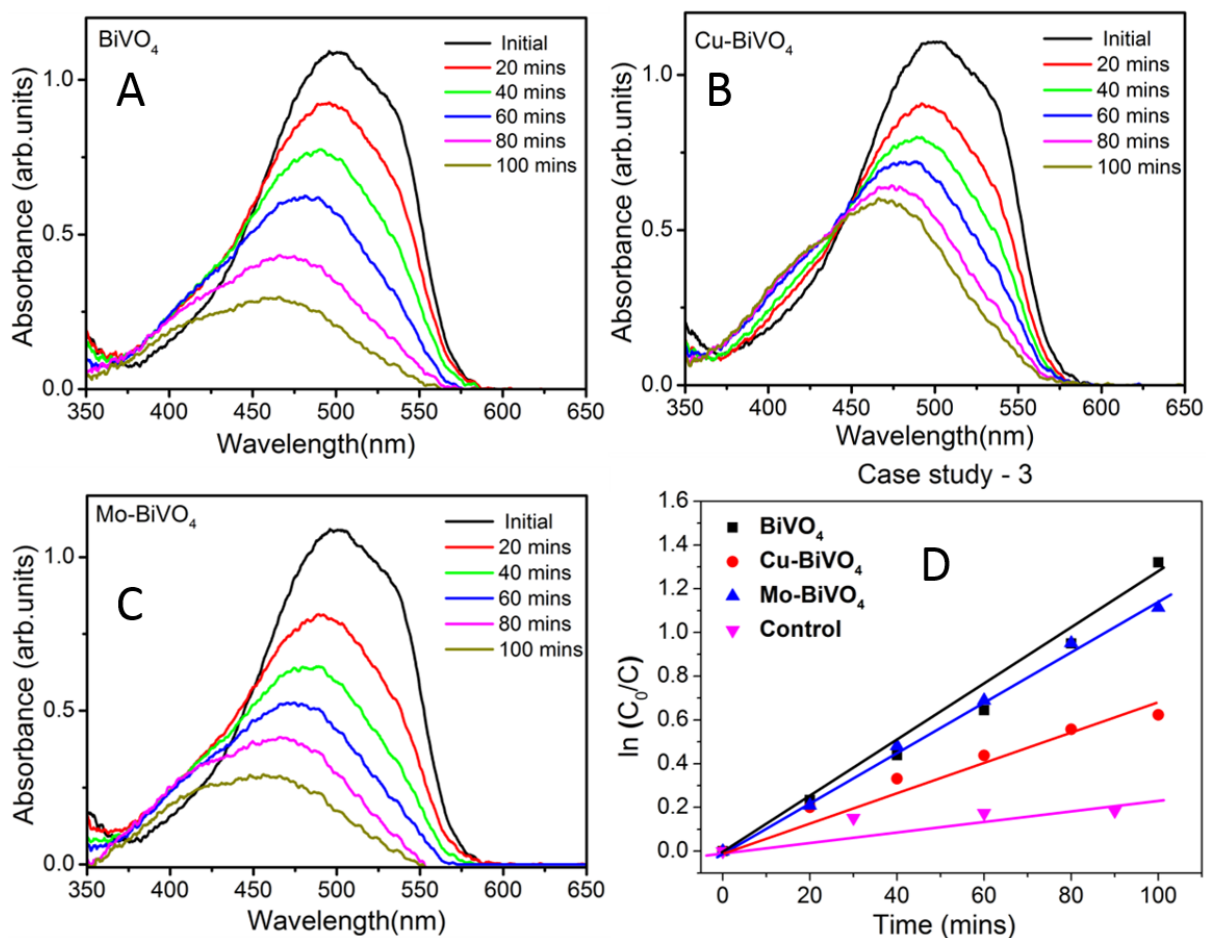 BiVO₄
A
Initial
20 mins
40 mins
60 mins
80 mins
100 mins
Absorbance (arb.units)
1.0
0.5
0.0
350 400 450 500 550 600 650
Wavelength(nm)
Cu-BiVO₄
B
Initial
20 mins
40 mins
60 mins
80 mins
100 mins
Absorbance (arb.units)
1.0
0.5
0.0
350 400 450 500 550 600 650
Wavelength(nm)
Mo-BiVO₄
C
Initial
20 mins
40 mins
60 mins
80 mins
100 mins
Absorbance (arb.units)
1.0
0.5
0.0
350 400 450 500 550 600 650
Wavelength(nm)
Case study - 3
D
BiVO₄
Cu-BiVO₄
Mo-BiVO₄
Control
ln (C₀/C)
1.6
1.4
1.2
1.0
0.8
0.6
0.4
0.2
0.0
0 20 40 60 80 100
Time (mins)